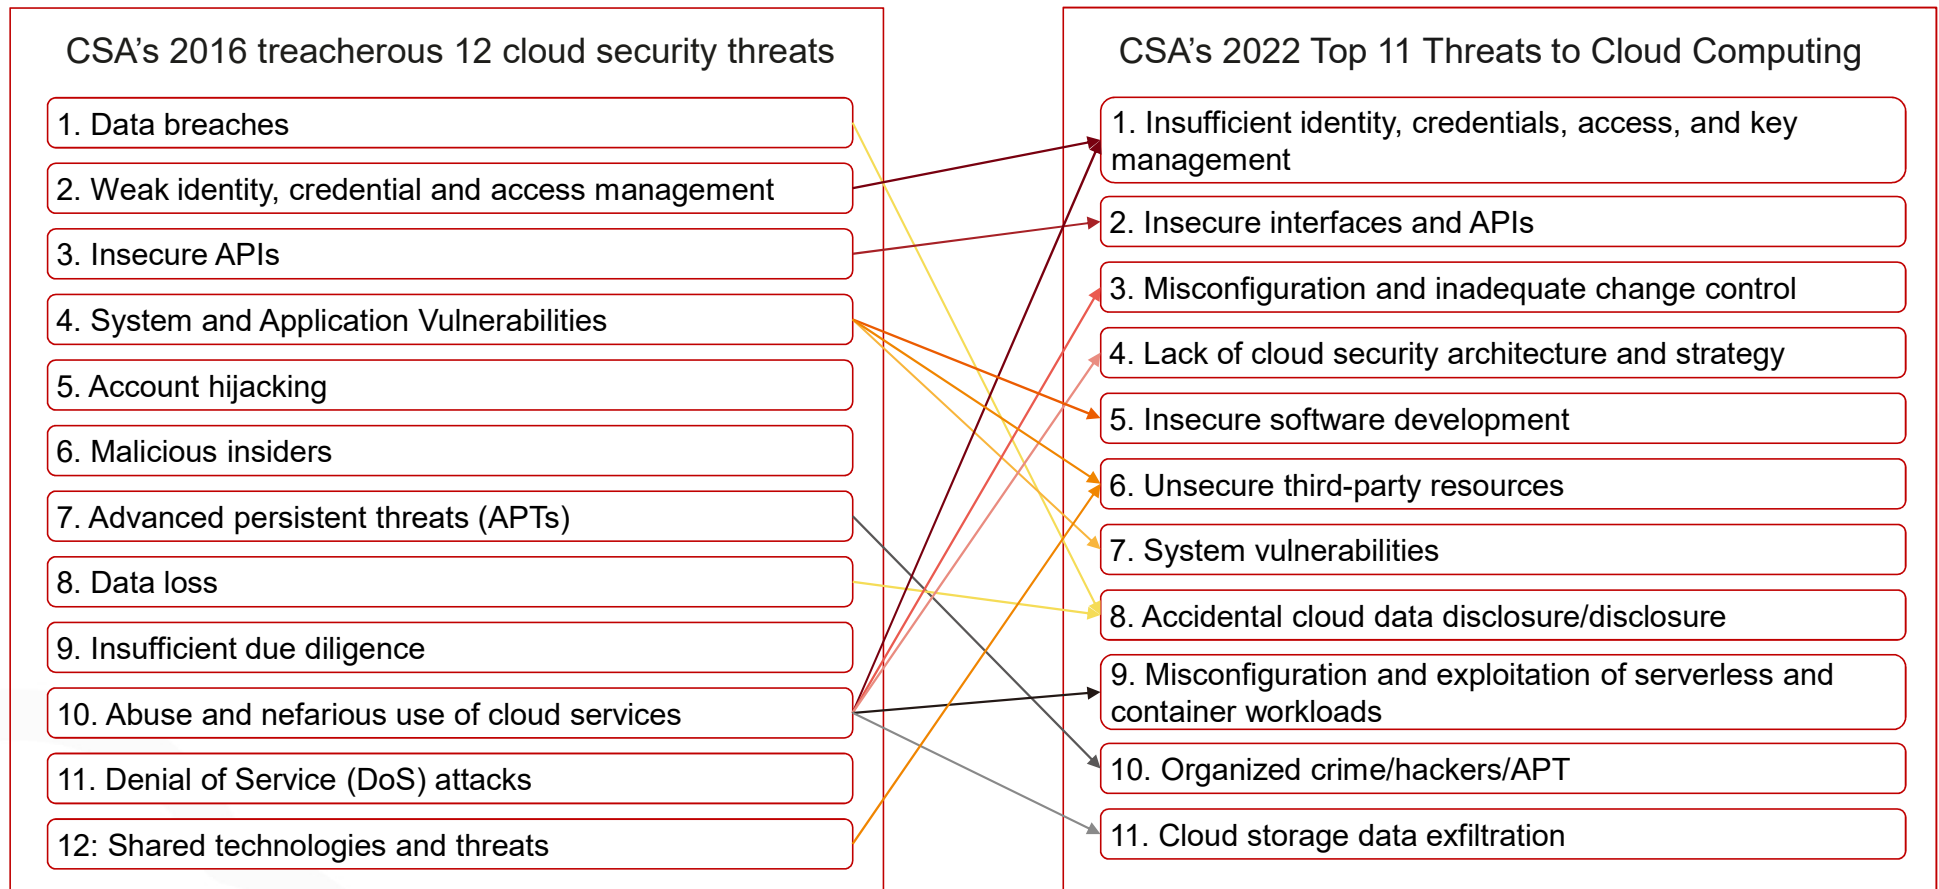 CSA's 2016 treacherous 12 cloud security threats
1. Data breaches
2. Weak identity, credential and access management
3. Insecure APIs
4. System and Application Vulnerabilities
5. Account hijacking
6. Malicious insiders
7. Advanced persistent threats (APTs)
8. Data loss
9. Insufficient due diligence
10. Abuse and nefarious use of cloud services
11. Denial of Service (DoS) attacks
12: Shared technologies and threats
CSA's 2022 Top 11 Threats to Cloud Computing
1. Insufficient identity, credentials, access, and key
management
2. Insecure interfaces and APIs
3. Misconfiguration and inadequate change control
4. Lack of cloud security architecture and strategy
5. Insecure software development
6. Unsecure third-party resources
7. System vulnerabilities
8. Accidental cloud data disclosure/disclosure
9. Misconfiguration and exploitation of serverless and
container workloads
10. Organized crime/hackers/APT
11. Cloud storage data exfiltration